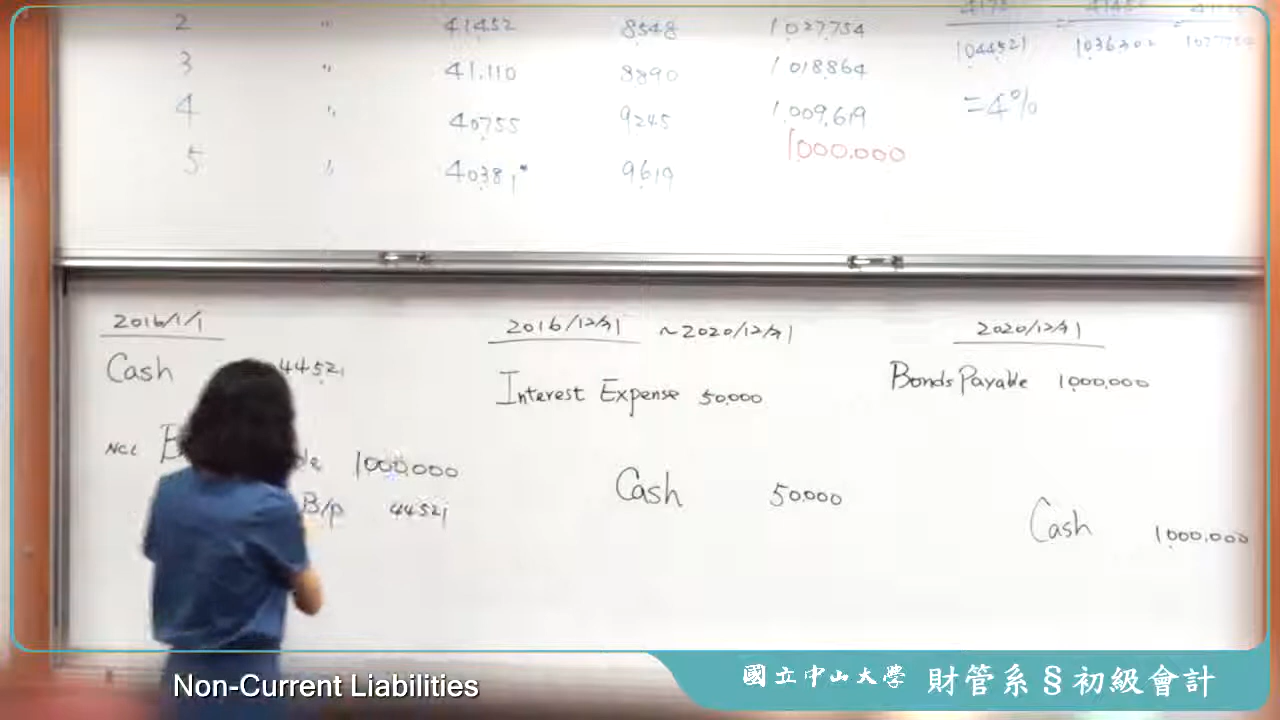 2 " 41452 8548 1,027,754
1044521 1036302
3 " 41,110 8890 1,018,864
4 " 40755 9245 1,009,619 =4%
5 " 40381* 9619 1000,000
2016/1/1 2016/12/31 ~2020/12/31 2020/12/31
Cash 44521 Interest Expense 50,000 Bonds Payable 1,000,000
NCL 1000,000 Cash 50,000 Cash 1,000,000
B/p 44521
Non-Current Liabilities 國立中山大學 財管系§初級會計